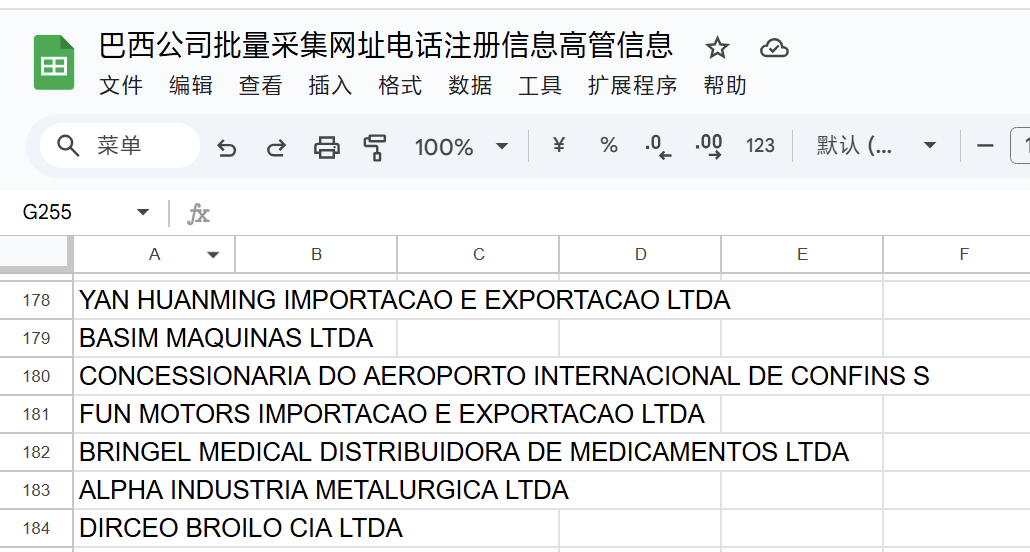 巴西公司批量采集网址电话注册信息高管信息
文件 编辑 查看 插入 格式 数据 工具 扩展程序 帮助
菜单 100% ¥ % .0 .00 123 默认 (... 
G255 fx
A B C D E F
178 YAN HUANMING IMPORTACAO E EXPORTACAO LTDA
179 BASIM MAQUINAS LTDA
180 CONCESSIONARIA DO AEROPORTO INTERNACIONAL DE CONFINS S
181 FUN MOTORS IMPORTACAO E EXPORTACAO LTDA
182 BRINGEL MEDICAL DISTRIBUIDORA DE MEDICAMENTOS LTDA
183 ALPHA INDUSTRIA METALURGICA LTDA
184 DIRCEO BROILO CIA LTDA